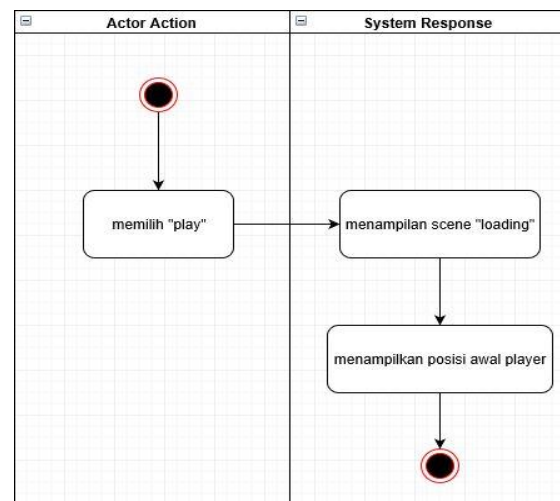 Actor Action
System Response
memilih "play"
menampilan scene "loading"
menampilkan posisi awal player